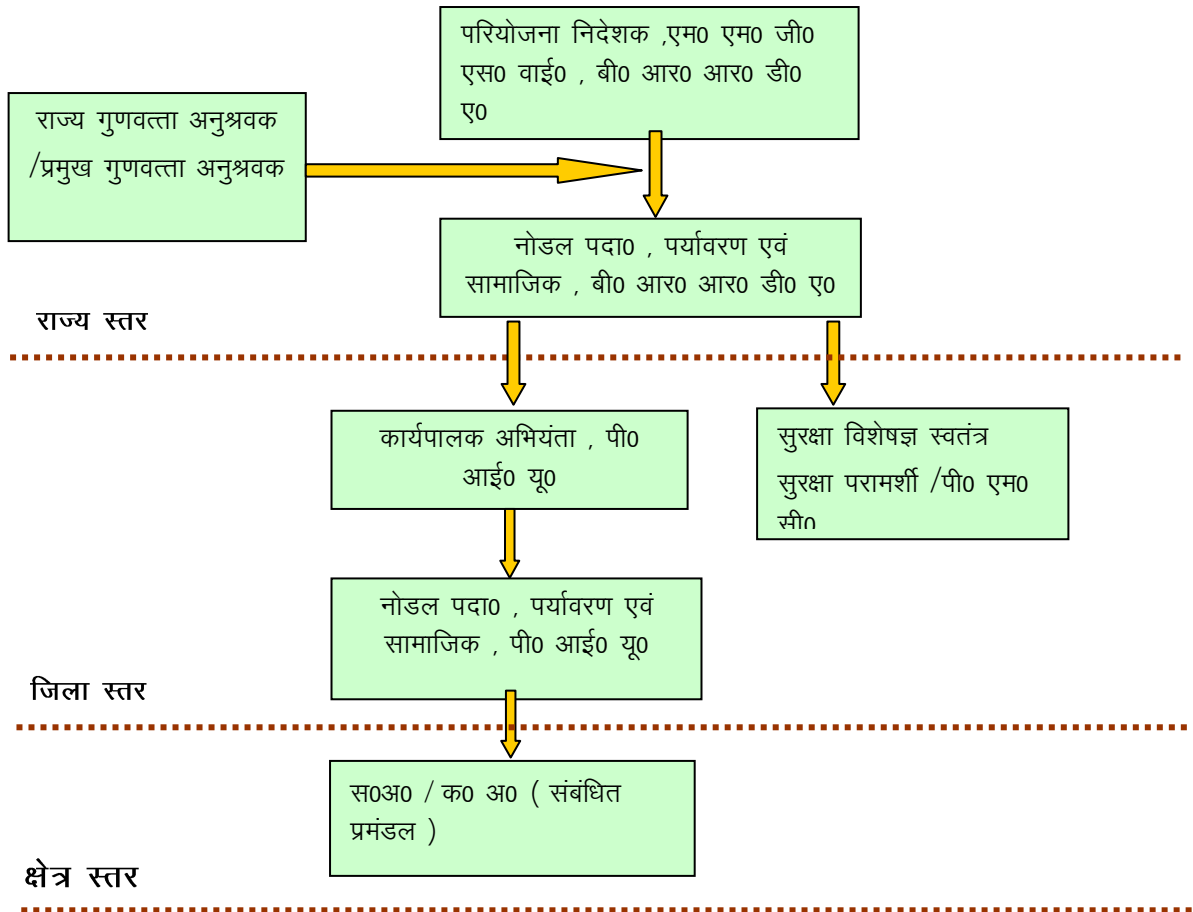 परियोजना निदेशक ,एम0 एम0 जी0
एस0 वाई0 , बी0 आर0 आर0 डी0
ए0
राज्य गुणवत्ता अनुश्रवक
/प्रमुख गुणवत्ता अनुश्रवक
नोडल पदा0 , पर्यावरण एवं
सामाजिक , बी0 आर0 आर0 डी0 ए0
राज्य स्तर
कार्यपालक अभियंता , पी0
आई0 यू0
सुरक्षा विशेषज्ञ स्वतंत्र
सुरक्षा परामर्शी /पी0 एम0
सी0
नोडल पदा0 , पर्यावरण एवं
सामाजिक , पी0 आई0 यू0
जिला स्तर
स0अ0 / क0 अ0 ( संबंधित
प्रमंडल )
क्षेत्र स्तर